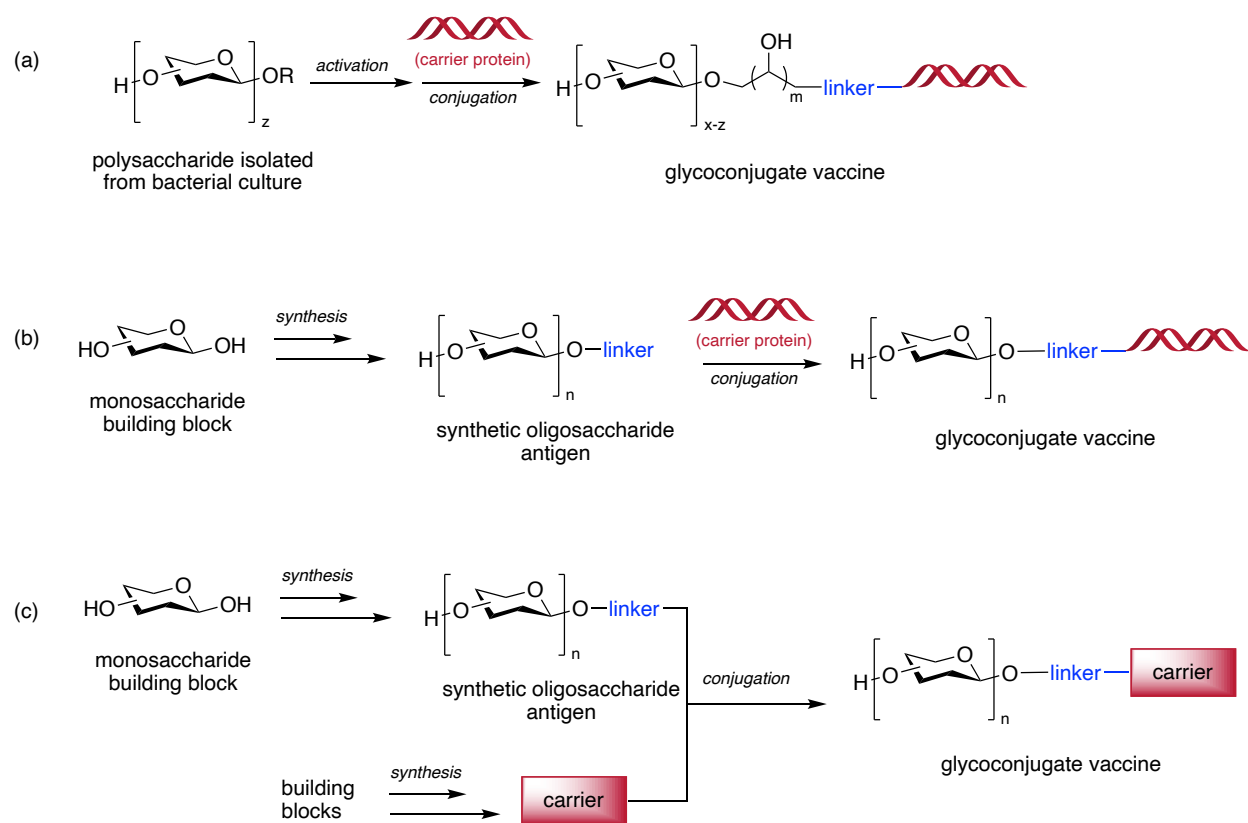 (a)
H
O
O
OR
z
activation
(carrier protein)
conjugation
H
O
O
O
OH
m
linker
x-z
polysaccharide isolated
from bacterial culture
glycoconjugate vaccine
(b)
HO
O
OH
synthesis
H
O
O
O
linker
n
(carrier protein)
conjugation
H
O
O
O
linker
n
monosaccharide
building block
synthetic oligosaccharide
antigen
glycoconjugate vaccine
(c)
HO
O
OH
synthesis
H
O
O
O
linker
n
monosaccharide
building block
synthetic oligosaccharide
antigen
conjugation
H
O
O
O
linker
carrier
n
glycoconjugate vaccine
building
blocks
synthesis
carrier